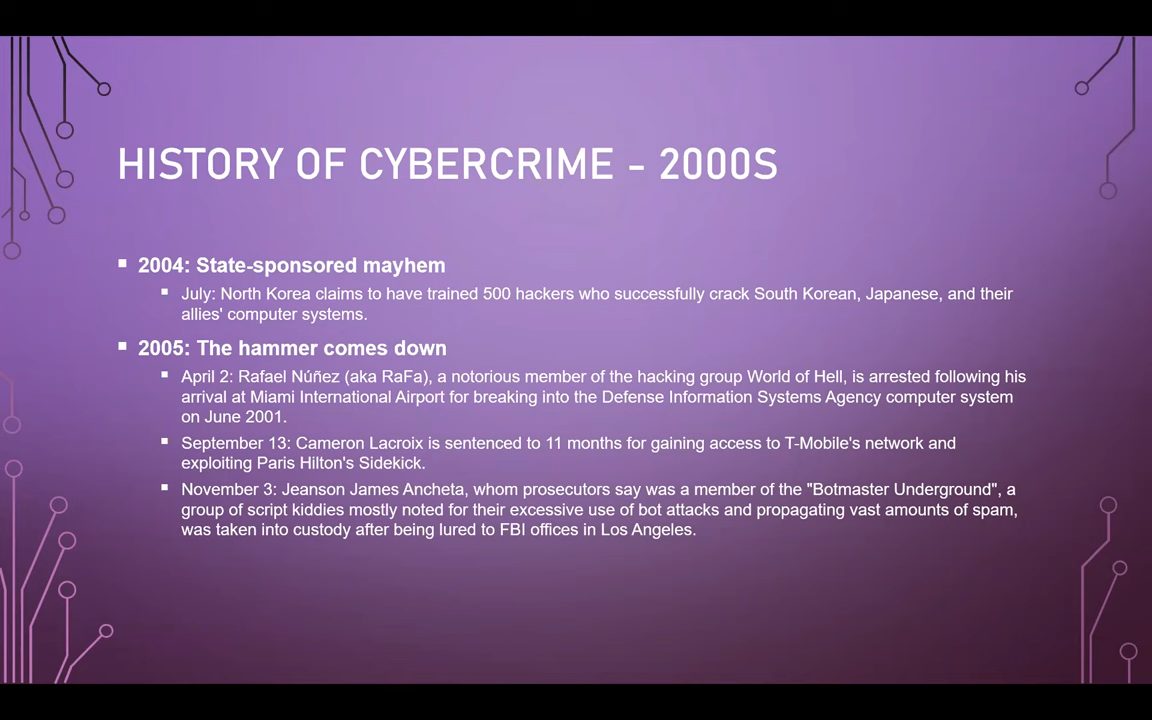 HISTORY OF CYBERCRIME - 2000S
▪ 2004: State-sponsored mayhem
▪ July: North Korea claims to have trained 500 hackers who successfully crack South Korean, Japanese, and their
allies' computer systems.
▪ 2005: The hammer comes down
▪ April 2: Rafael Núñez (aka RaFa), a notorious member of the hacking group World of Hell, is arrested following his
arrival at Miami International Airport for breaking into the Defense Information Systems Agency computer system
on June 2001.
▪ September 13: Cameron Lacroix is sentenced to 11 months for gaining access to T-Mobile's network and
exploiting Paris Hilton's Sidekick.
▪ November 3: Jeanson James Ancheta, whom prosecutors say was a member of the "Botmaster Underground", a
group of script kiddies mostly noted for their excessive use of bot attacks and propagating vast amounts of spam,
was taken into custody after being lured to FBI offices in Los Angeles.